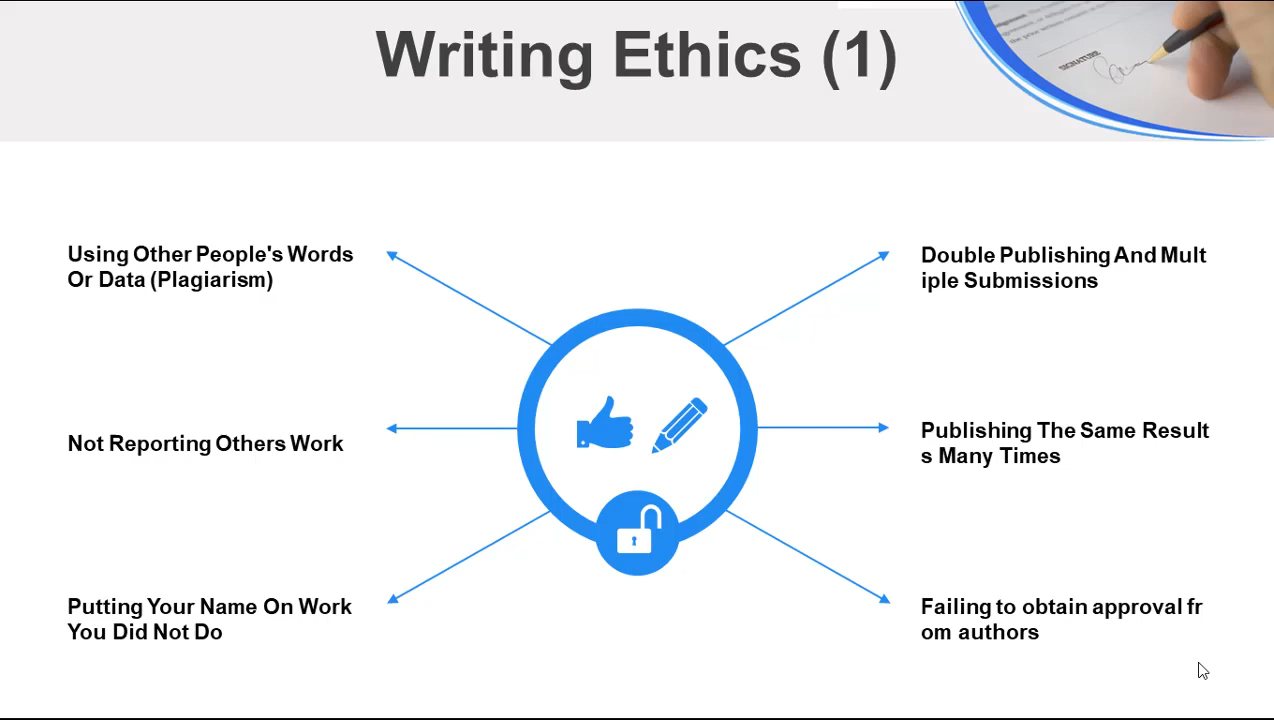 Writing Ethics (1)
SIGNATURE
Using Other People's Words
Or Data (Plagiarism)
Not Reporting Others Work
Putting Your Name On Work
You Did Not Do
Double Publishing And Mult
iple Submissions
Publishing The Same Result
s Many Times
Failing to obtain approval fr
om authors